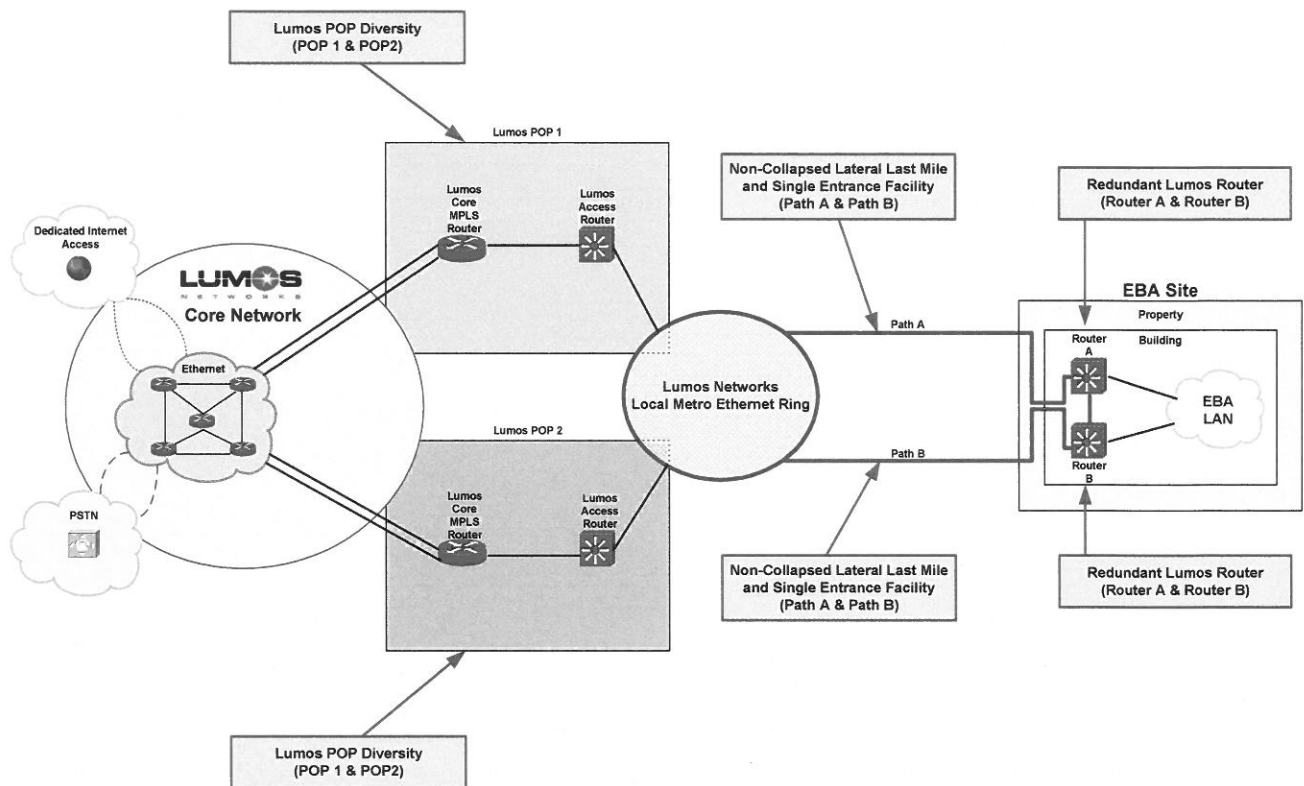 Lumos POP Diversity
(POP 1 & POP2)
Lumos POP 1
Non-Collapsed Lateral Last Mile
and Single Entrance Facility
(Path A & Path B)
Redundant Lumos Router
(Router A & Router B)
Lumos
Core
MPLS
Router
Lumos
Access
Router
Dedicated Internet
Access
LUMOS
NETWORKS
Core Network
EBA Site
Property
Building
Path A
Router
A
Ethernet
Lumos Networks
Local Metro Ethernet Ring
EBA
LAN
Lumos POP 2
Path B
Router
B
PSTN
Lumos
Core
MPLS
Router
Lumos
Access
Router
Non-Collapsed Lateral Last Mile
and Single Entrance Facility
(Path A & Path B)
Redundant Lumos Router
(Router A & Router B)
Lumos POP Diversity
(POP 1 & POP2)